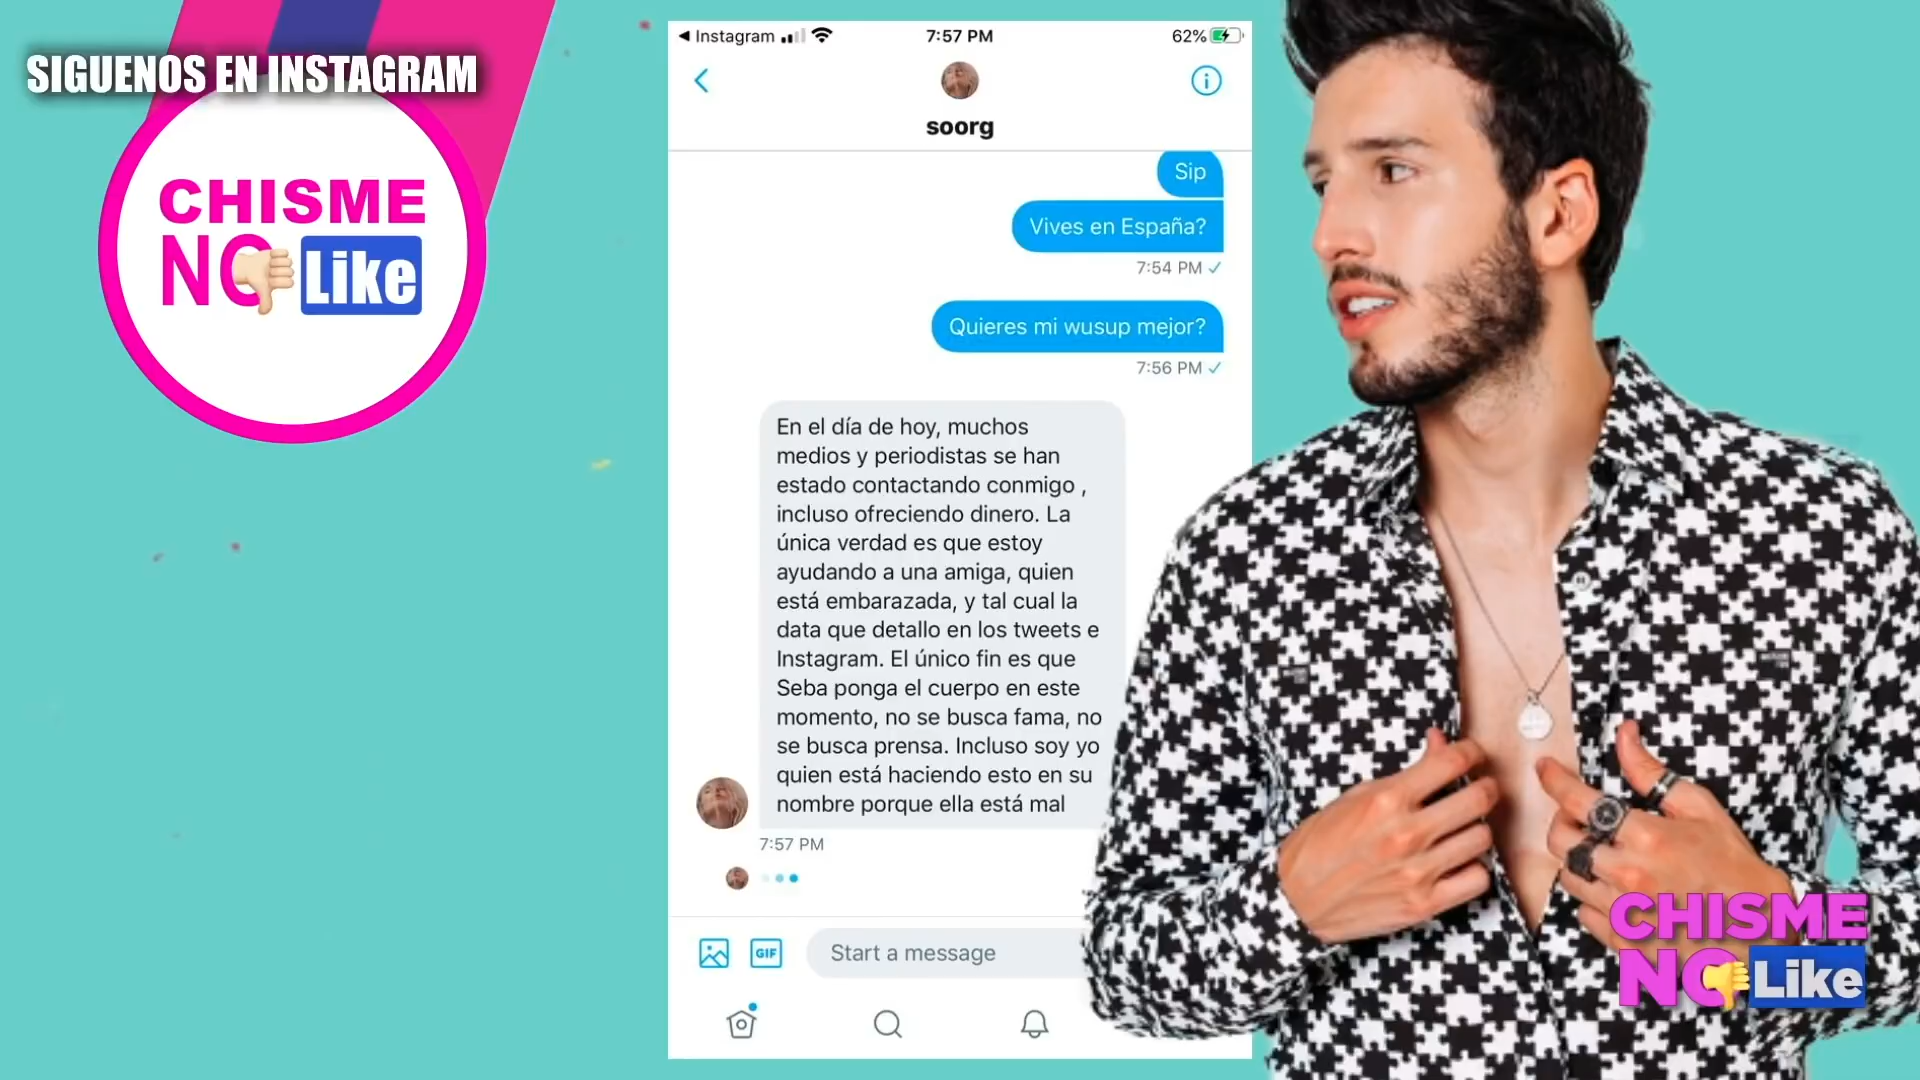 SIGUENOS EN INSTAGRAM
CHISME
NO Like
Instagram
7:57 PM
62%
soorg
Sip
Vives en España?
7:54 PM
Quieres mi wusup mejor?
7:56 PM
En el día de hoy, muchos
medios y periodistas se han
estado contactando conmigo ,
incluso ofreciendo dinero. La
única verdad es que estoy
ayudando a una amiga, quien
está embarazada, y tal cual la
data que detallo en los tweets e
Instagram. El único fin es que
Seba ponga el cuerpo en este
momento, no se busca fama, no
se busca prensa. Incluso soy yo
quien está haciendo esto en su
nombre porque ella está mal
7:57 PM
GIF
Start a message
CHISME
NO Like